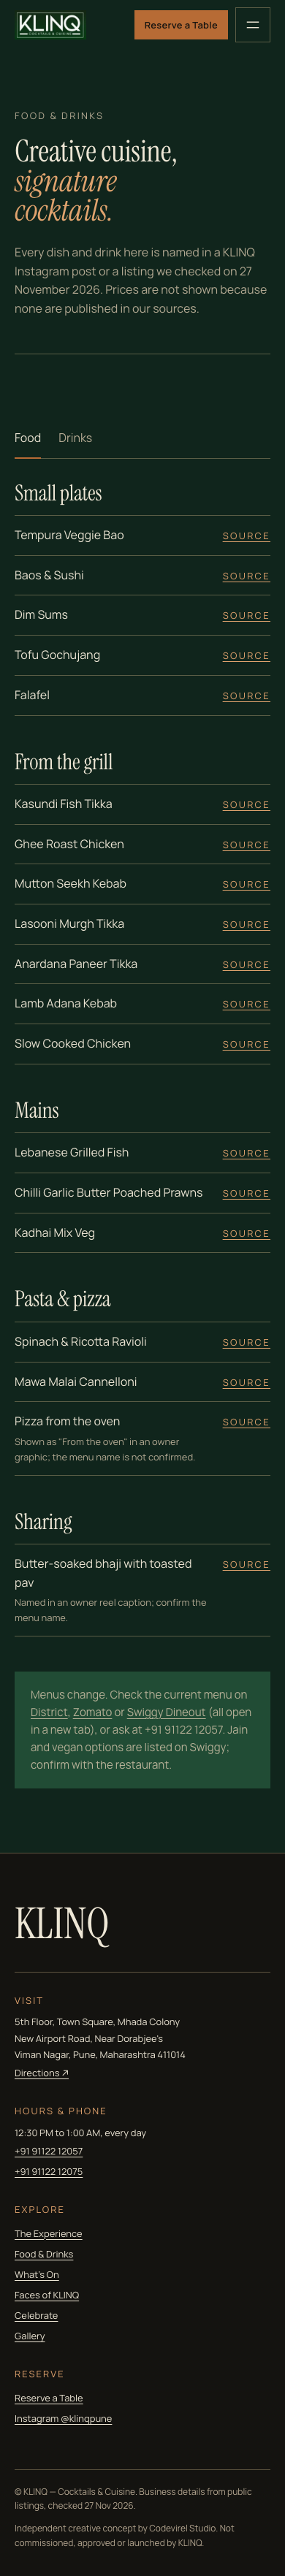 KLINQ
COCKTAILS & CUISINE
Reserve a Table
FOOD & DRINKS
Creative cuisine,
signature
cocktails.
Every dish and drink here is named in a KLINQ
Instagram post or a listing we checked on 27
November 2026. Prices are not shown because
none are published in our sources.
Food Drinks
Small plates
Tempura Veggie Bao SOURCE
Baos & Sushi SOURCE
Dim Sums SOURCE
Tofu Gochujang SOURCE
Falafel SOURCE
From the grill
Kasundi Fish Tikka SOURCE
Ghee Roast Chicken SOURCE
Mutton Seekh Kebab SOURCE
Lasooni Murgh Tikka SOURCE
Anardana Paneer Tikka SOURCE
Lamb Adana Kebab SOURCE
Slow Cooked Chicken SOURCE
Mains
Lebanese Grilled Fish SOURCE
Chilli Garlic Butter Poached Prawns SOURCE
Kadhai Mix Veg SOURCE
Pasta & pizza
Spinach & Ricotta Ravioli SOURCE
Mawa Malai Cannelloni SOURCE
Pizza from the oven SOURCE
Shown as "From the oven" in an owner
graphic; the menu name is not confirmed.
Sharing
Butter-soaked bhaji with toasted SOURCE
pav
Named in an owner reel caption; confirm the
menu name.
Menus change. Check the current menu on
District, Zomato or Swiggy Dineout (all open
in a new tab), or ask at +91 91122 12057. Jain
and vegan options are listed on Swiggy;
confirm with the restaurant.
KLINQ
VISIT
5th Floor, Town Square, Mhada Colony
New Airport Road, Near Dorabjee's
Viman Nagar, Pune, Maharashtra 411014
Directions ↗
HOURS & PHONE
12:30 PM to 1:00 AM, every day
+91 91122 12057
+91 91122 12075
EXPLORE
The Experience
Food & Drinks
What's On
Faces of KLINQ
Celebrate
Gallery
RESERVE
Reserve a Table
Instagram @klinqpune
© KLINQ — Cocktails & Cuisine. Business details from public
listings, checked 27 Nov 2026.
Independent creative concept by Codevirel Studio. Not
commissioned, approved or launched by KLINQ.